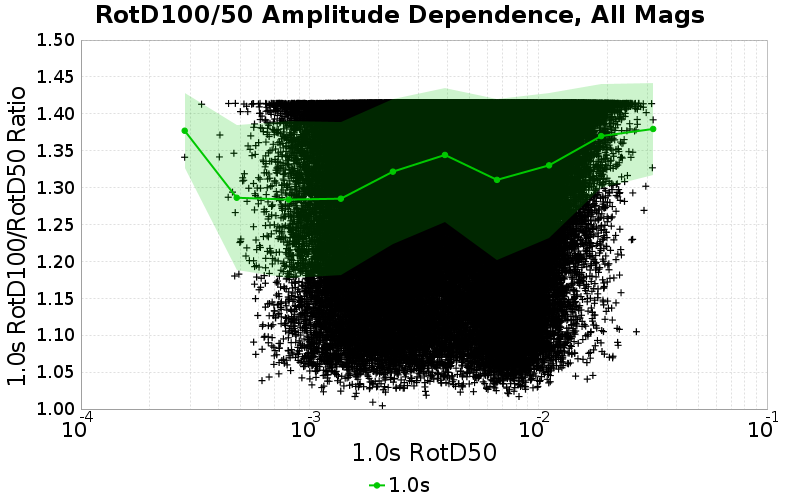 RotD100/50 Amplitude Dependence, All Mags
1.0s RotD100/RotD50 Ratio
1.50
1.45
1.40
1.35
1.30
1.25
1.20
1.15
1.10
1.05
1.00
10-4 10-3 10-2 10-1
1.0s RotD50
1.0s